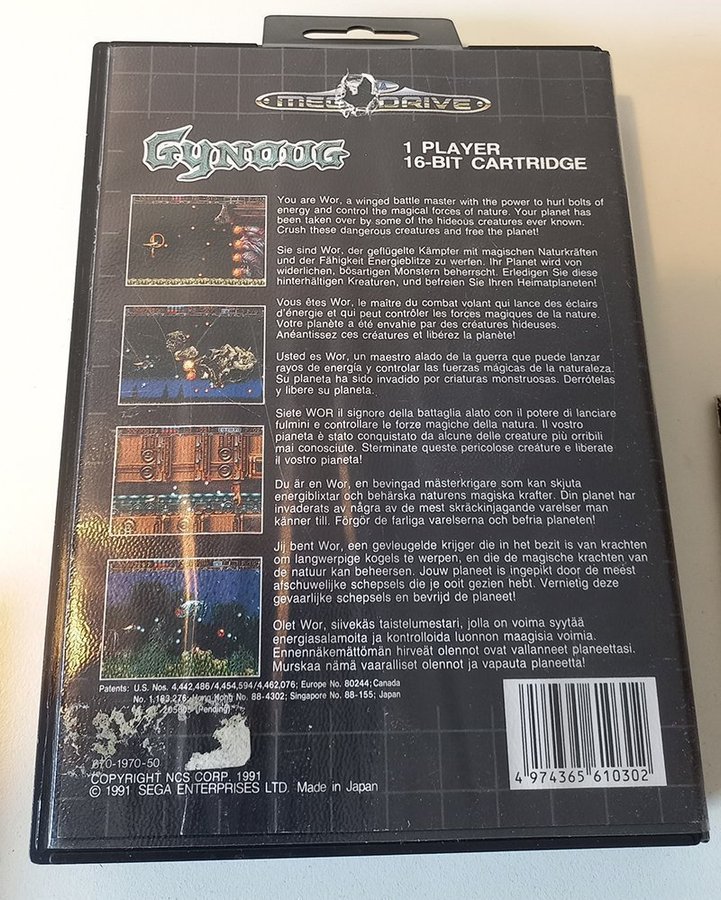 MEG DRIVE
GYNOUG
1 PLAYER
16-BIT CARTRIDGE
You are Wor, a winged battle master with the power to hurl bolts of
energy and control the magical forces of nature. Your planet has
been taken over by some of the hideous creatures ever known.
Crush these dangerous creatures and free the planet!
Sie sind Wor, der geflügelte Kämpfer mit magischen Naturkräften
und der Fähigkeit Energieblitze zu werfen. Ihr Planet wird von
widerlichen, bösartigen Monstern beherrscht. Erledigen Sie diese
hinterhältigen Kreaturen, und befreien Sie Ihren Heimatplaneten!
Vous êtes Wor, le maître du combat volant qui lance des éclairs
d'énergie et qui peut contrôler les forces magiques de la nature.
Votre planète a été envahie par des créatures hideuses.
Anéantissez ces créatures et libérez la planète!
Usted es Wor, un maestro alado de la guerra que puede lanzar
rayos de energía y controlar las fuerzas mágicas de la naturaleza.
Su planeta ha sido invadido por criaturas monstruosas. Derrótelas
y libere su planeta.
Siete WOR il signore della battaglia alato con il potere di lanciare
fulmini e controllare le forze magiche della natura. Il vostro
pianeta è stato conquistato da alcune delle creature più orribili
mai conosciute. Sterminate queste pericolose créature e liberate
il vostro pianeta!
Du är en Wor, en bevingad mästerkrigare som kan skjuta
energiblixtar och behärska naturens magiska krafter. Din planet har
invaderats av några av de mest skräckinjagande varelser man
känner till. Förgör de farliga varelserna och befria planeten!
Jij bent Wor, een gevleugelde krijger die in het bezit is van krachten
om langwerpige kogels te werpen, en die de magische krachten van
de natuur kan beheersen. Jouw planeet is ingepikt door de meest
afschuwelijke schepsels die je ooit gezien hebt. Vernietig deze
gevaarlijke schepsels en bevrijd de planeet!
Olet Wor, siivekäs taistelumestari, jolla on voima syytää
energiasalamoita ja kontrolloida luonnon maagisia voimia.
Ennennäkemättömän hirveät olennot ovat vallanneet planeettasi.
Murskaa nämä vaaralliset olennot ja vapauta planeetta!
Patents: U.S. Nos. 4,442,486/4,454,594/4,462,076; Europe No. 80244; Canada
No. 1,183,276; Hong Kong No. 88-4302; Singapore No. 88-155; Japan
(Pending)
670-1970-50
COPYRIGHT NCS CORP. 1991
© 1991 SEGA ENTERPRISES LTD. Made in Japan
4 974365 610302